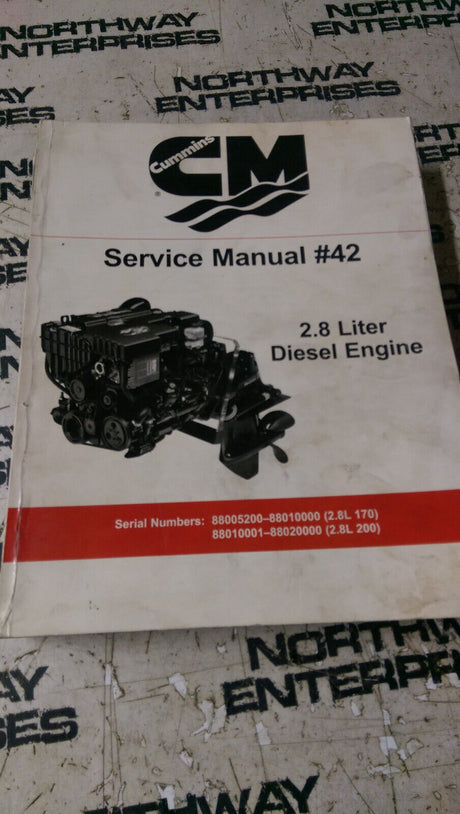 NORTHWAY
ENTERPRISES
NORTHWAY
ENTERPRISES
Cummins
CM
®
Service Manual #42
2.8 Liter
Diesel Engine
Serial Numbers: 88005200–88010000 (2.8L 170)
88010001–88020000 (2.8L 200)
NORTHWAY
ENTERPRISES
NORTHWAY